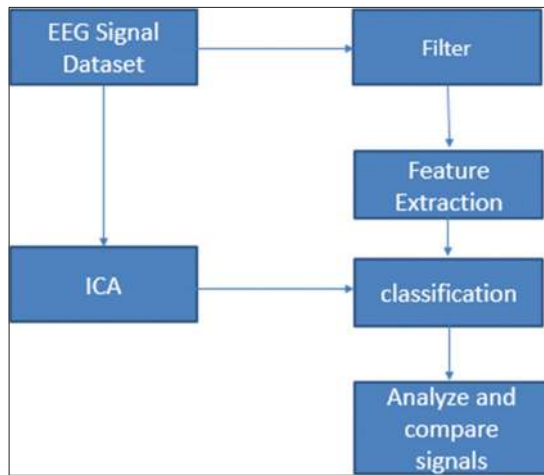 EEG Signal
Dataset
Filter
Feature
Extraction
ICA
classification
Analyze and
compare
signals